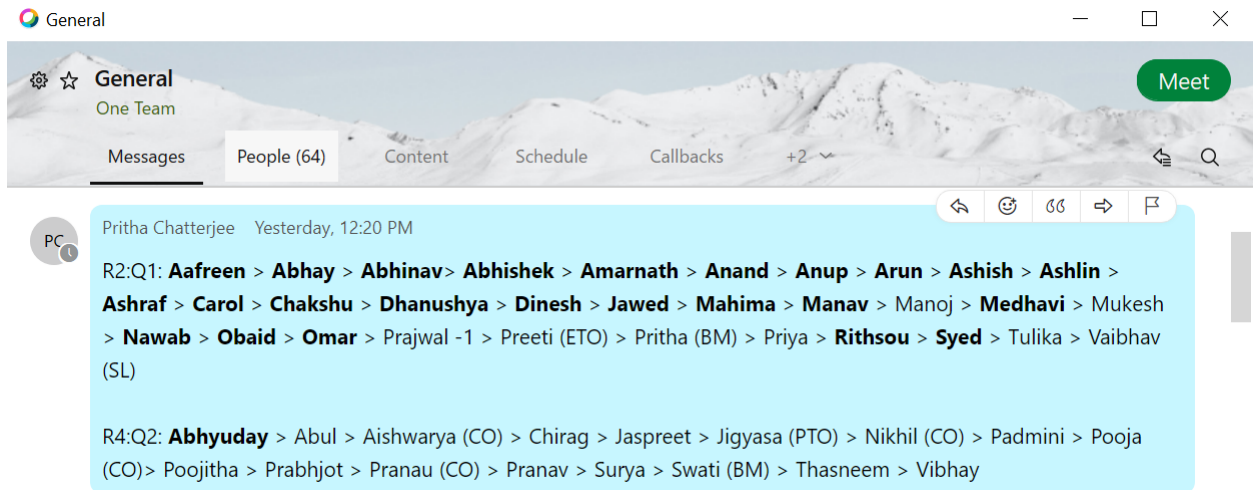 General
General
One Team
Meet
Messages People (64) Content Schedule Callbacks +2
PC
Pritha Chatterjee Yesterday, 12:20 PM
R2:Q1: Aafreen > Abhay > Abhinav> Abhishek > Amarnath > Anand > Anup > Arun > Ashish > Ashlin >
Ashraf > Carol > Chakshu > Dhanushya > Dinesh > Jawed > Mahima > Manav > Manoj > Medhavi > Mukesh
> Nawab > Obaid > Omar > Prajwal -1 > Preeti (ETO) > Pritha (BM) > Priya > Rithsou > Syed > Tulika > Vaibhav
(SL)
R4:Q2: Abhyuday > Abul > Aishwarya (CO) > Chirag > Jaspreet > Jigyasa (PTO) > Nikhil (CO) > Padmini > Pooja
(CO)> Poojitha > Prabhjot > Pranau (CO) > Pranav > Surya > Swati (BM) > Thasneem > Vibhay